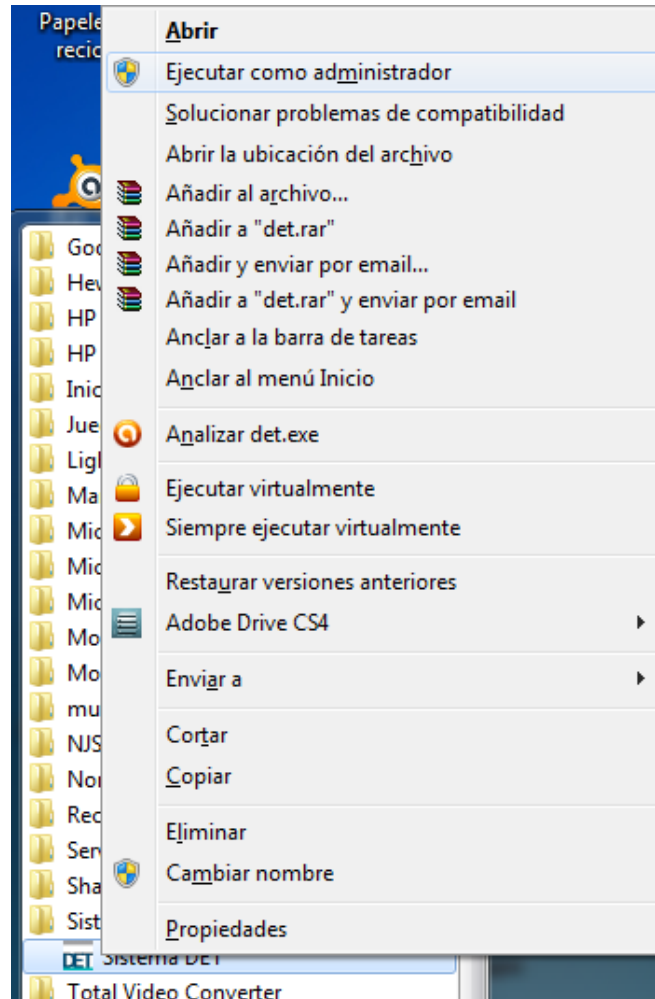 Papele
recic
Abrir
Ejecutar como administrador
Solucionar problemas de compatibilidad
Abrir la ubicación del archivo
Añadir al archivo...
Añadir a "det.rar"
Añadir y enviar por email...
Añadir a "det.rar" y enviar por email
Anclar a la barra de tareas
Anclar al menú Inicio
Analizar det.exe
Ejecutar virtualmente
Siempre ejecutar virtualmente
Restaurar versiones anteriores
Adobe Drive CS4
Enviar a
Cortar
Copiar
Eliminar
Cambiar nombre
Propiedades
Goo
Hew
HP
HP
Inic
Jue
Ligh
Ma
Mic
Mic
Mic
Mo
Mo
mu
NJS
Nor
Rec
Serv
Sha
Sist
DET Sistema DET
Total Video Converter